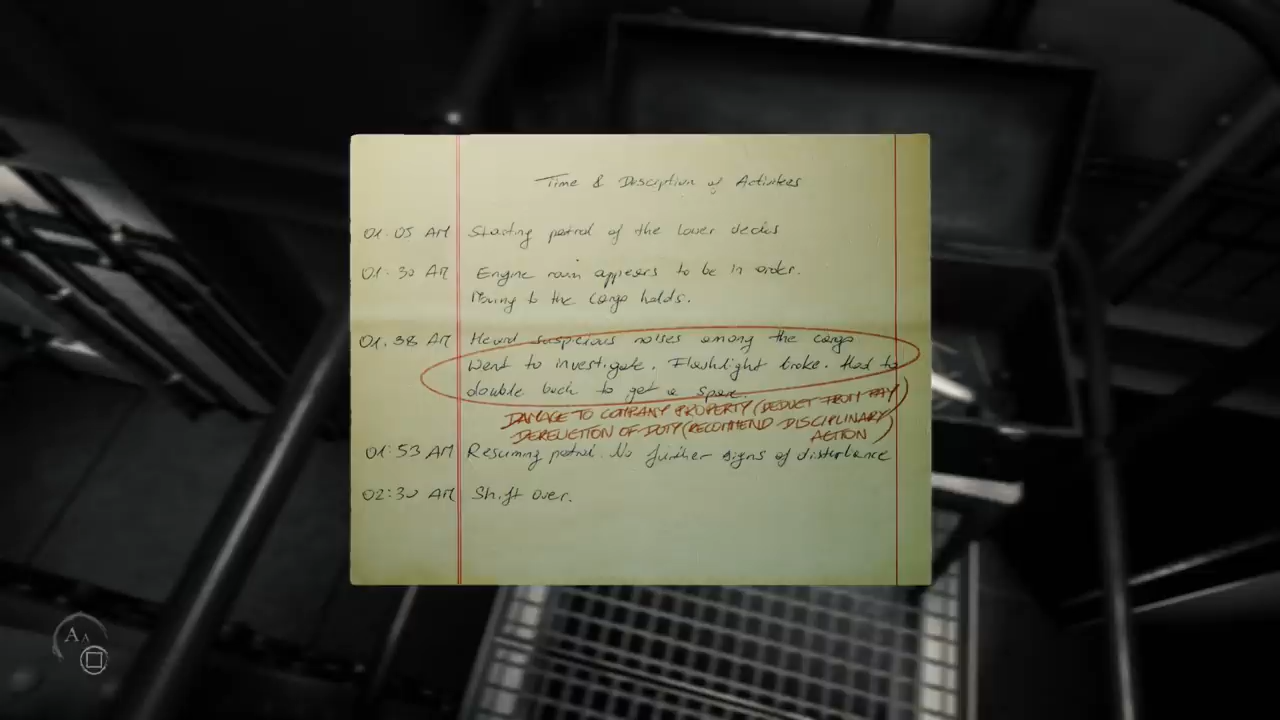 Time & Description of Activities
01:05 AM Starting patrol of the lower decks
01:30 AM Engine room appears to be in order.
Moving to the cargo holds.
01:38 AM Heard suspicious noises among the cargo
Went to investigate. Flashlight broke. Had to
double back to get a spare.
DAMAGE TO COMPANY PROPERTY (DEDUCT FROM PAY)
DERELICTION OF DUTY (RECOMMEND DISCIPLINARY
ACTION)
01:53 AM Resuming patrol. No further signs of disturbance
02:30 AM Shift over.
A A